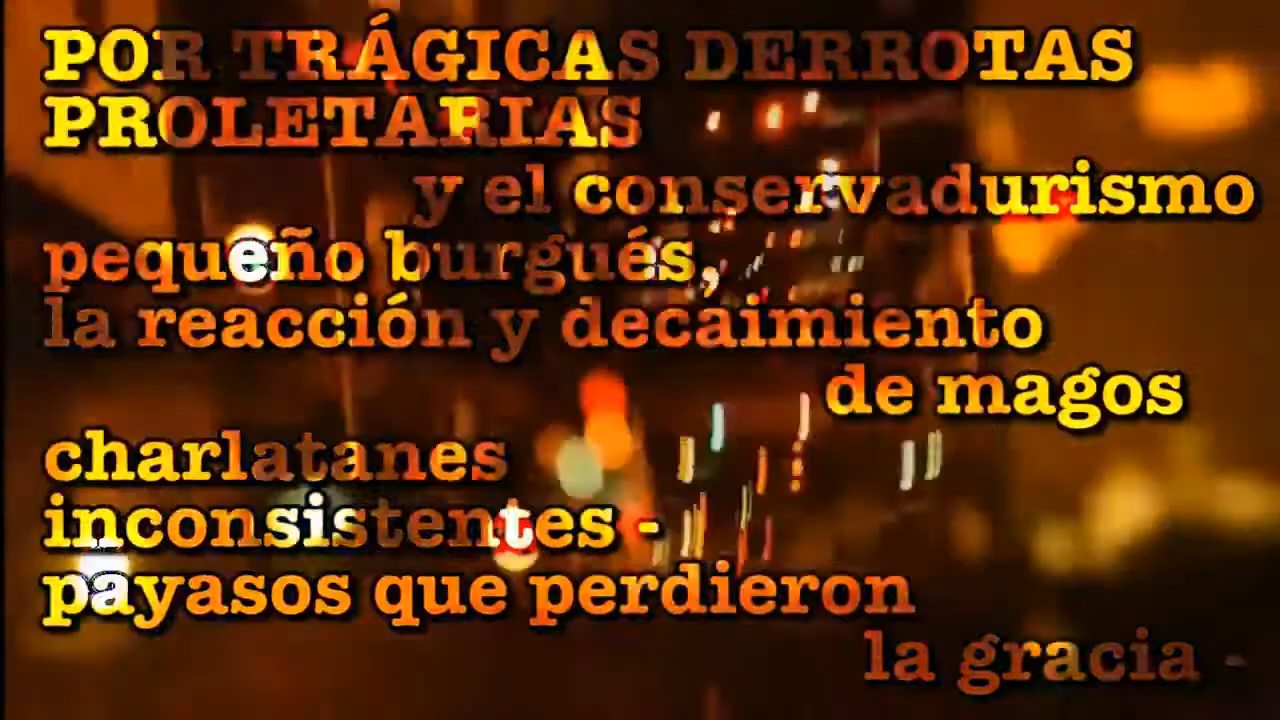 POR TRÁGICAS DERROTAS
PROLETARIAS
y el conservadurismo
pequeño burgués,
la reacción y decaimiento
de magos
charlatanes
inconsistentes -
payasos que perdieron
la gracia -